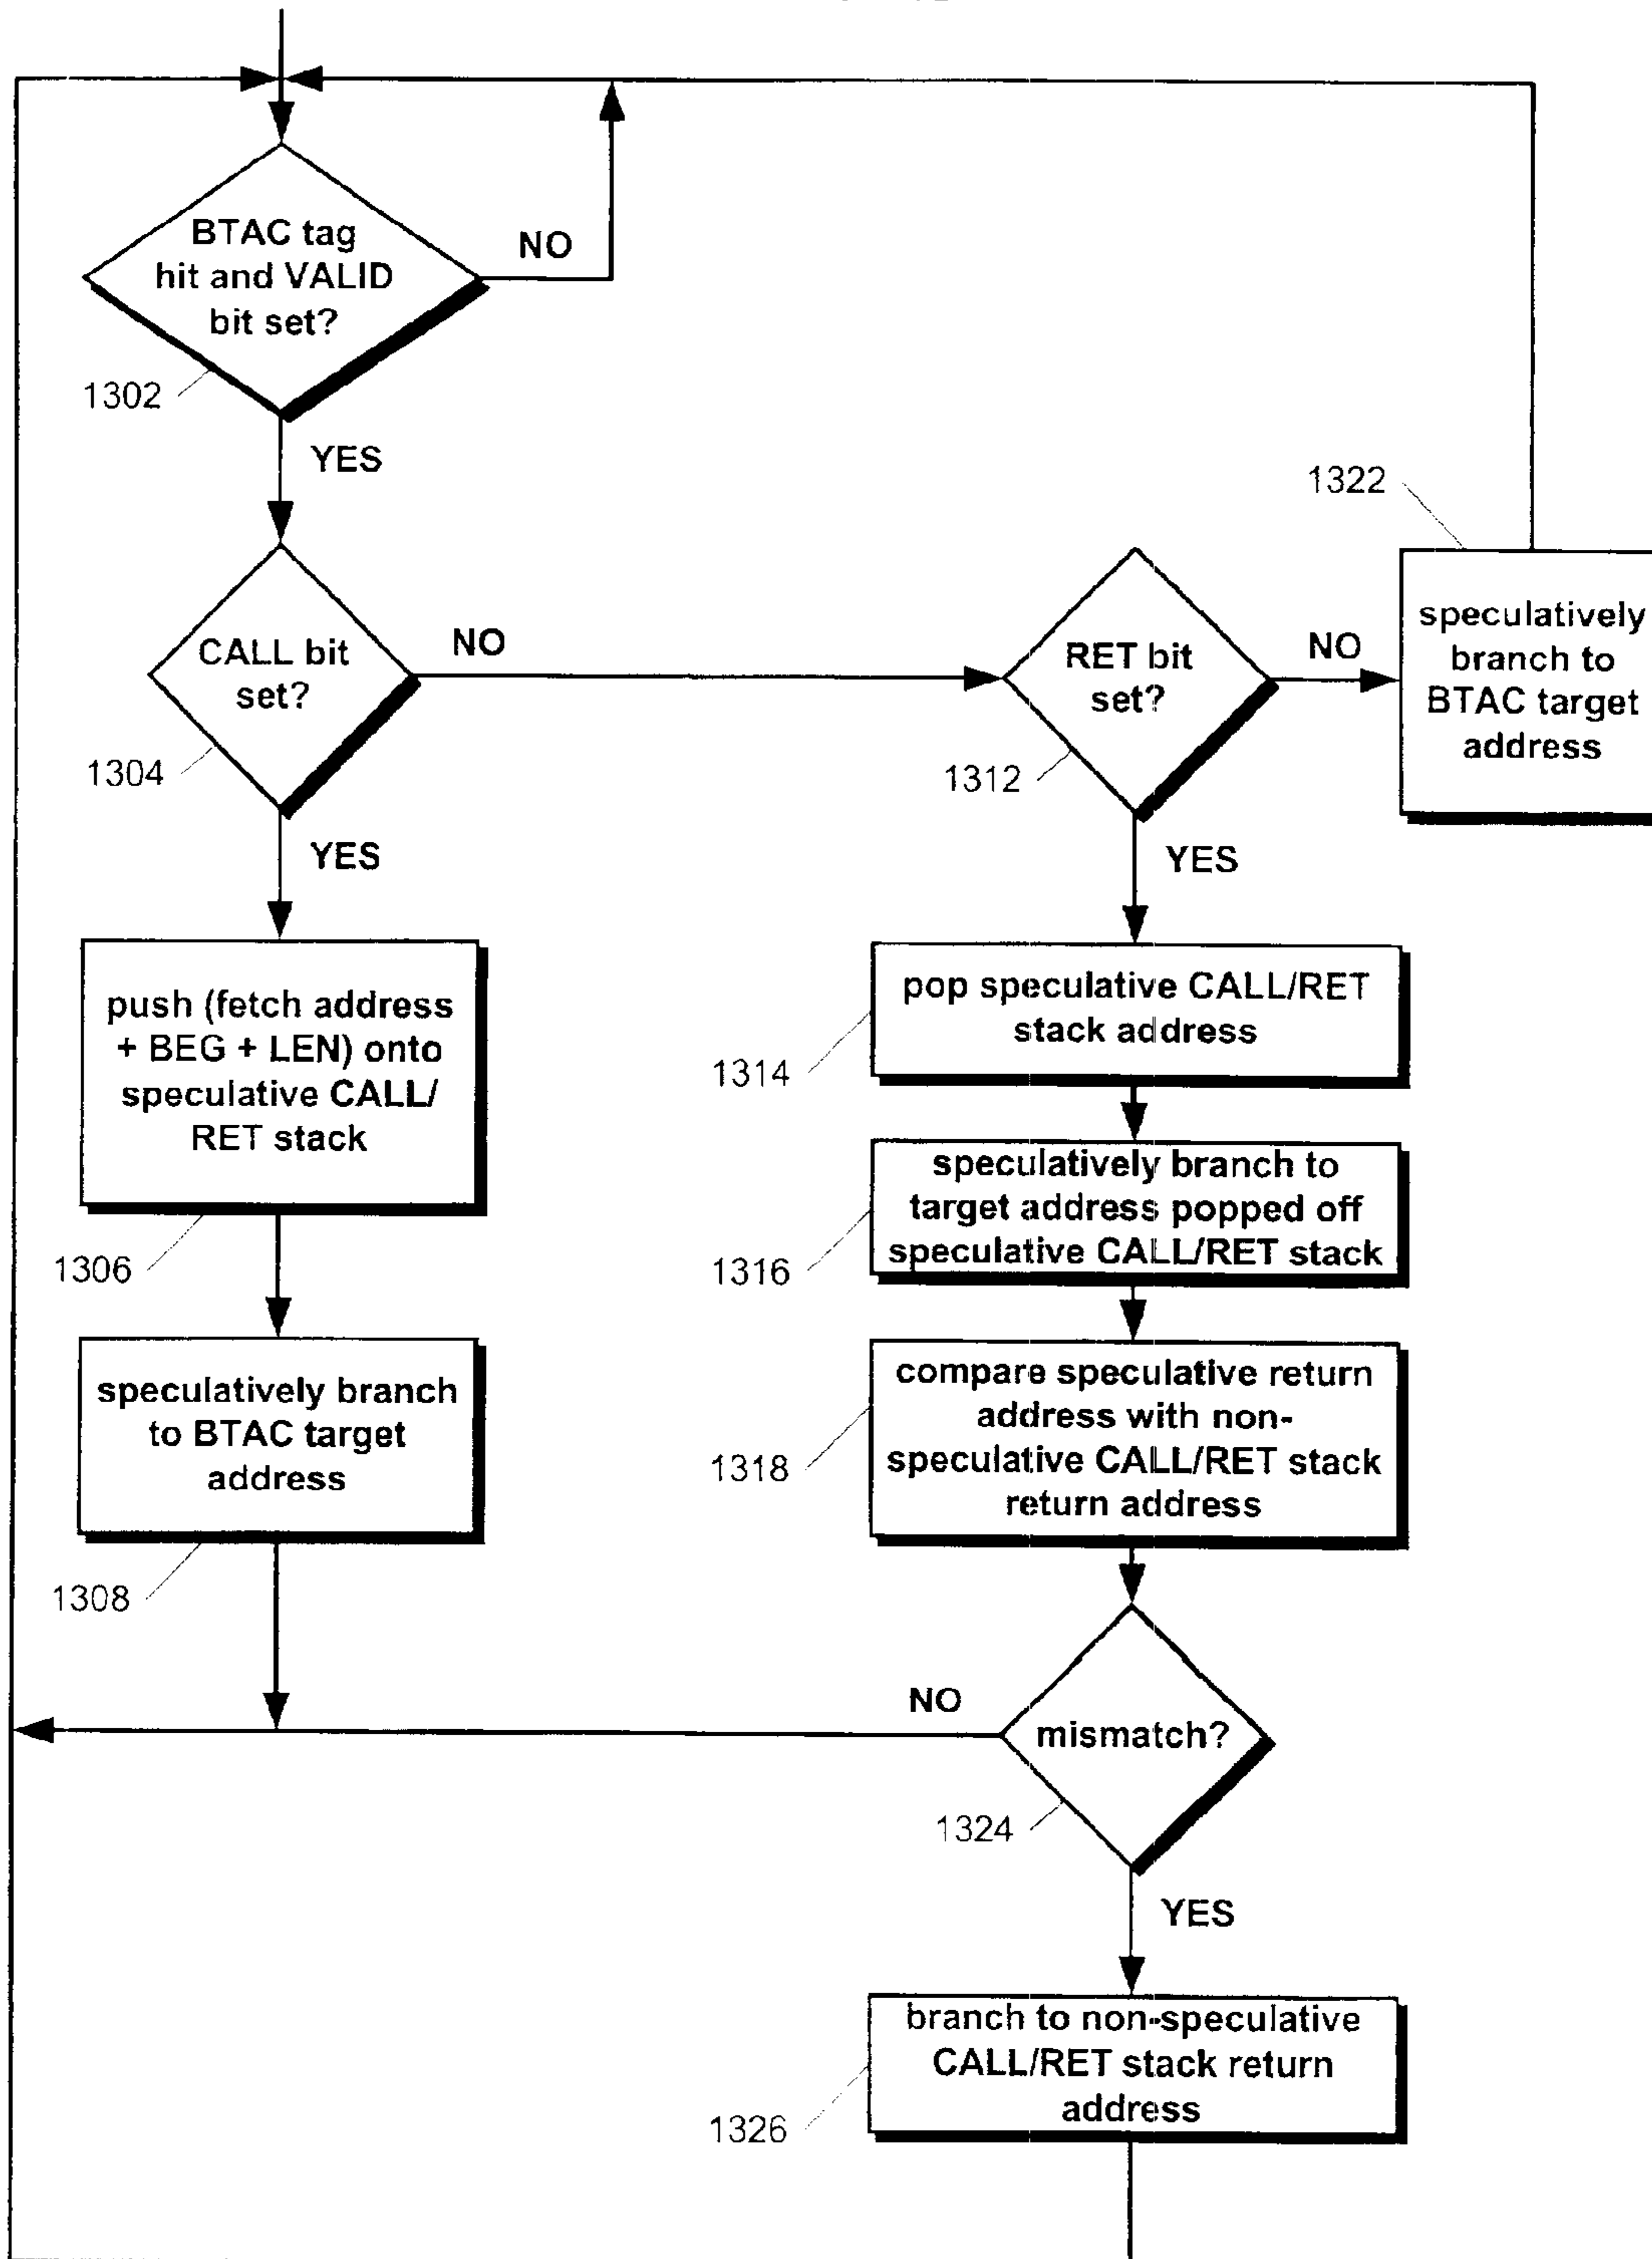 BTAC tag
hit and VALID
bit set?
NO
1302
YES
1322
CALL bit
set?
NO
1304
RET bit
set?
NO
1312
speculatively
branch to
BTAC target
address
YES
YES
push (fetch address
+ BEG + LEN) onto
speculative CALL/
RET stack
1306
pop speculative CALL/RET
stack address
1314
speculatively branch to
target address popped off
speculative CALL/RET stack
1316
speculatively branch
to BTAC target
address
1308
compare speculative return
address with non-
speculative CALL/RET stack
return address
1318
NO
mismatch?
1324
YES
branch to non-speculative
CALL/RET stack return
address
1326